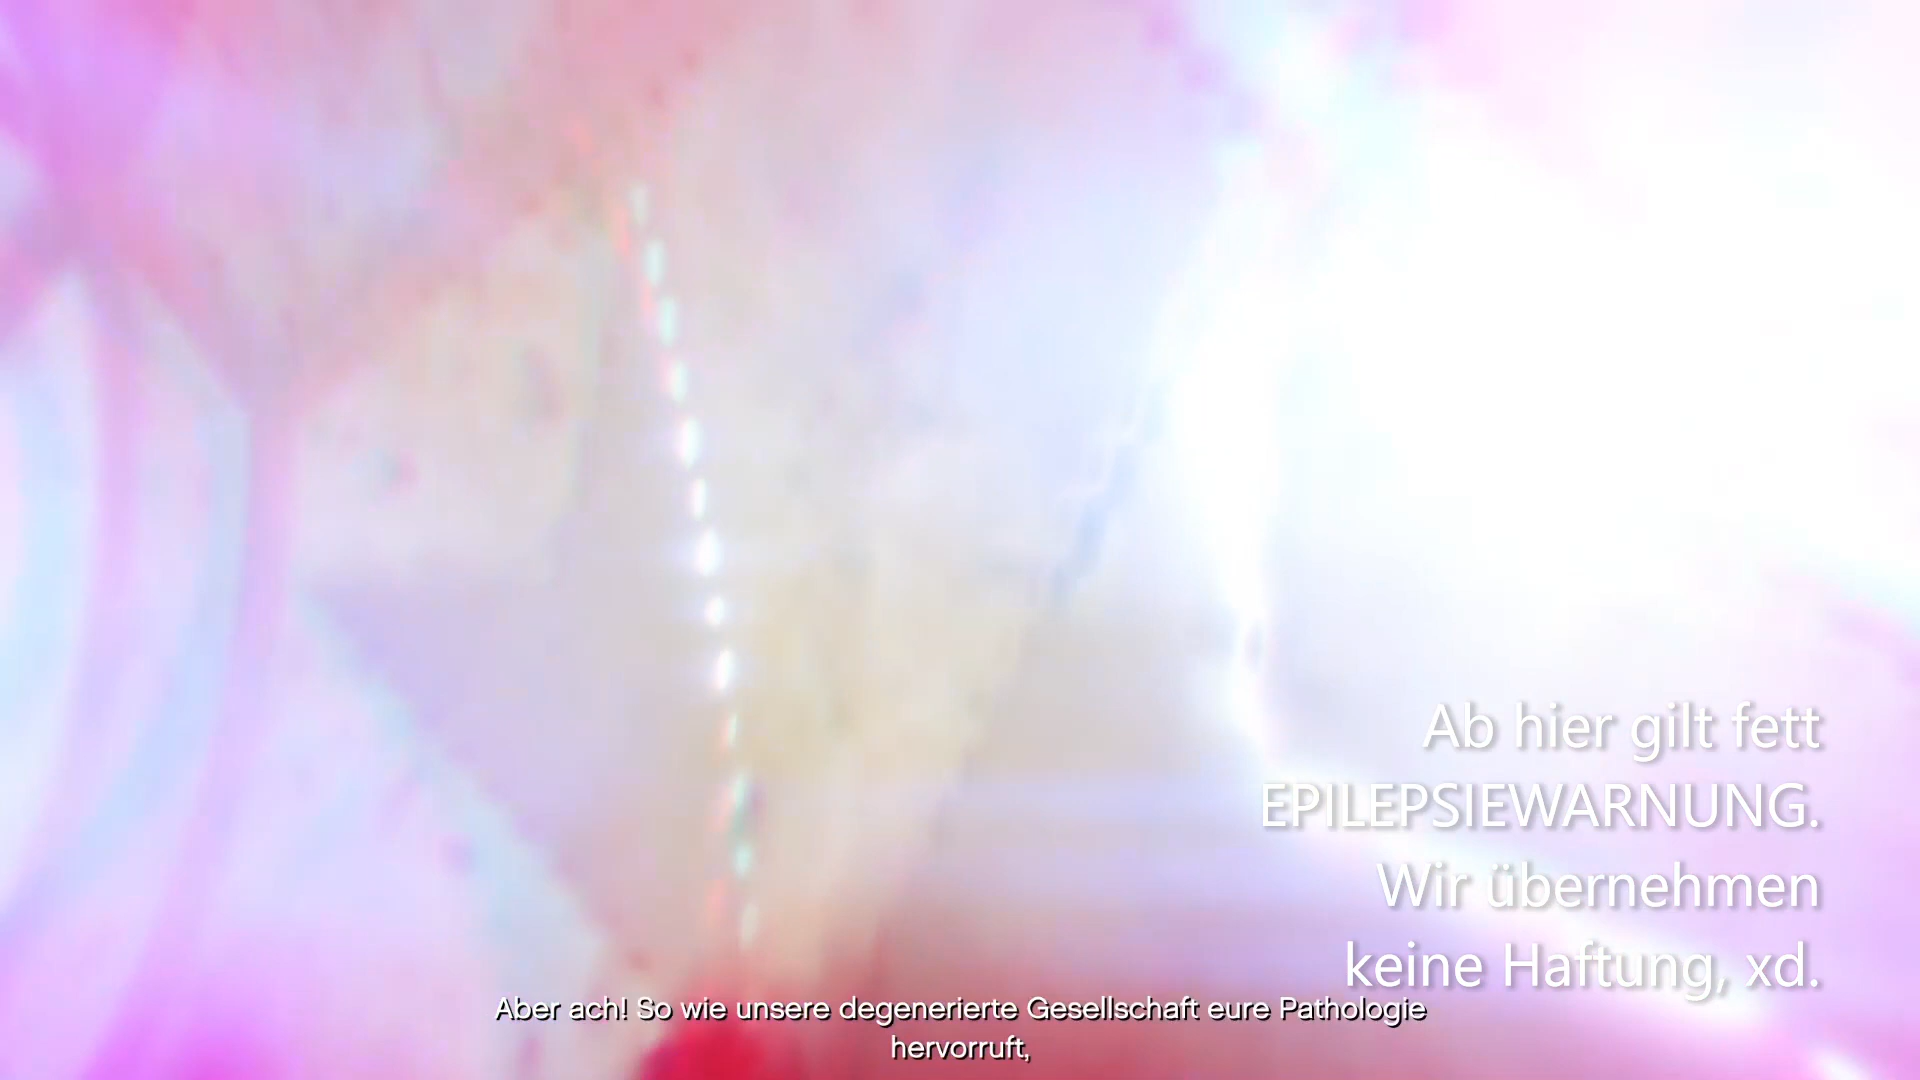 Ab hier gilt fett
EPILEPSIEWARNUNG.
Wir übernehmen
keine Haftung, xd.
Aber ach! So wie unsere degenerierte Gesellschaft eure Pathologie
hervorruft,